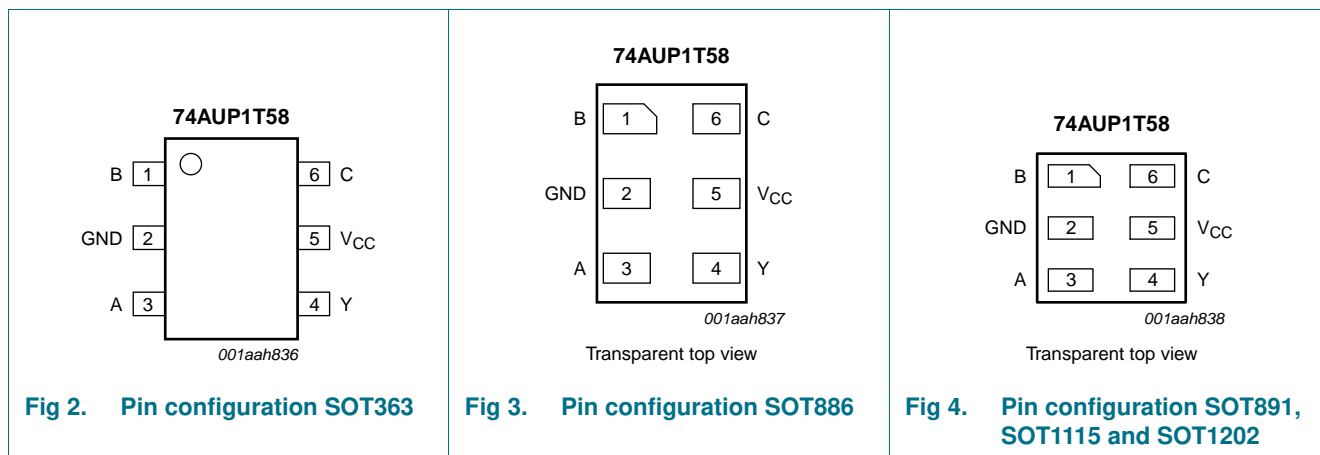 74AUP1T58
B 1 6 C
GND 2 5 VCC
A 3 4 Y
001aah836
Fig 2. Pin configuration SOT363
74AUP1T58
B 1 6 C
GND 2 5 VCC
A 3 4 Y
001aah837
Transparent top view
Fig 3. Pin configuration SOT886
74AUP1T58
B 1 6 C
GND 2 5 VCC
A 3 4 Y
001aah838
Transparent top view
Fig 4. Pin configuration SOT891,
SOT1115 and SOT1202